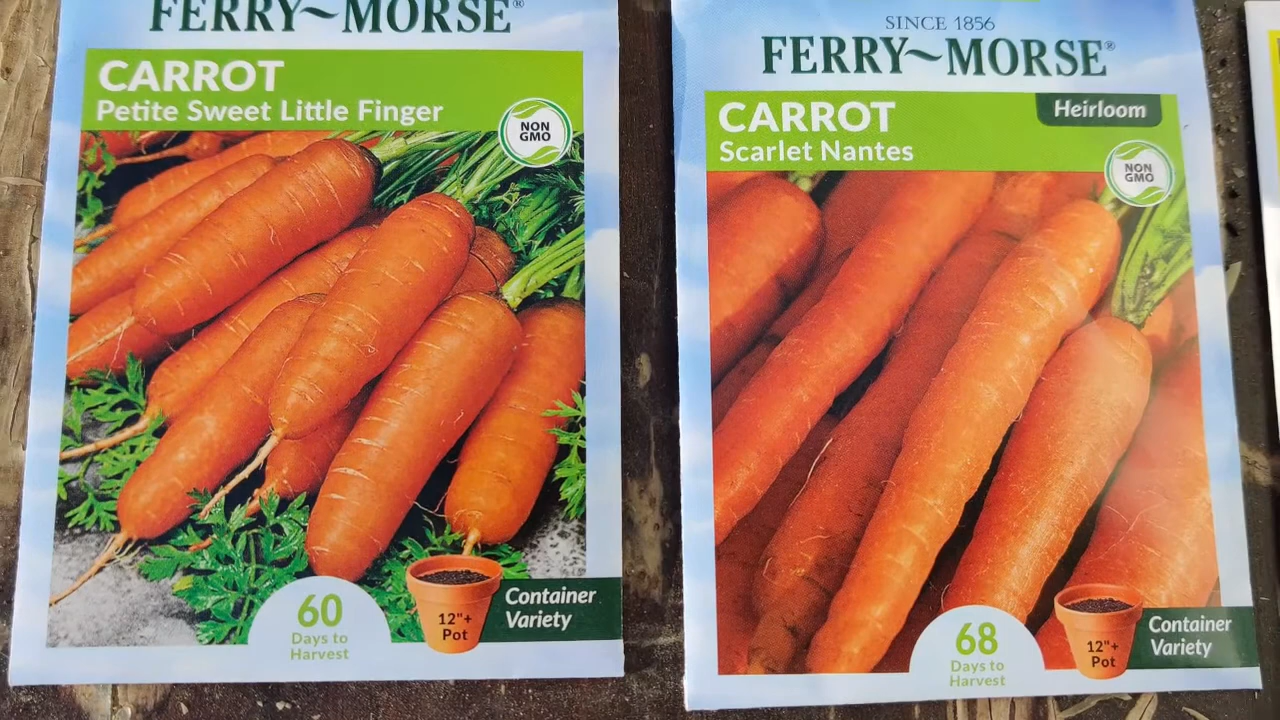 FERRY~MORSE®
CARROT
Petite Sweet Little Finger
NON
GMO
60
Days to
Harvest
12"+
Pot
Container
Variety
SINCE 1856
FERRY~MORSE®
CARROT
Heirloom
Scarlet Nantes
NON
GMO
68
Days to
Harvest
12"+
Pot
Container
Variety